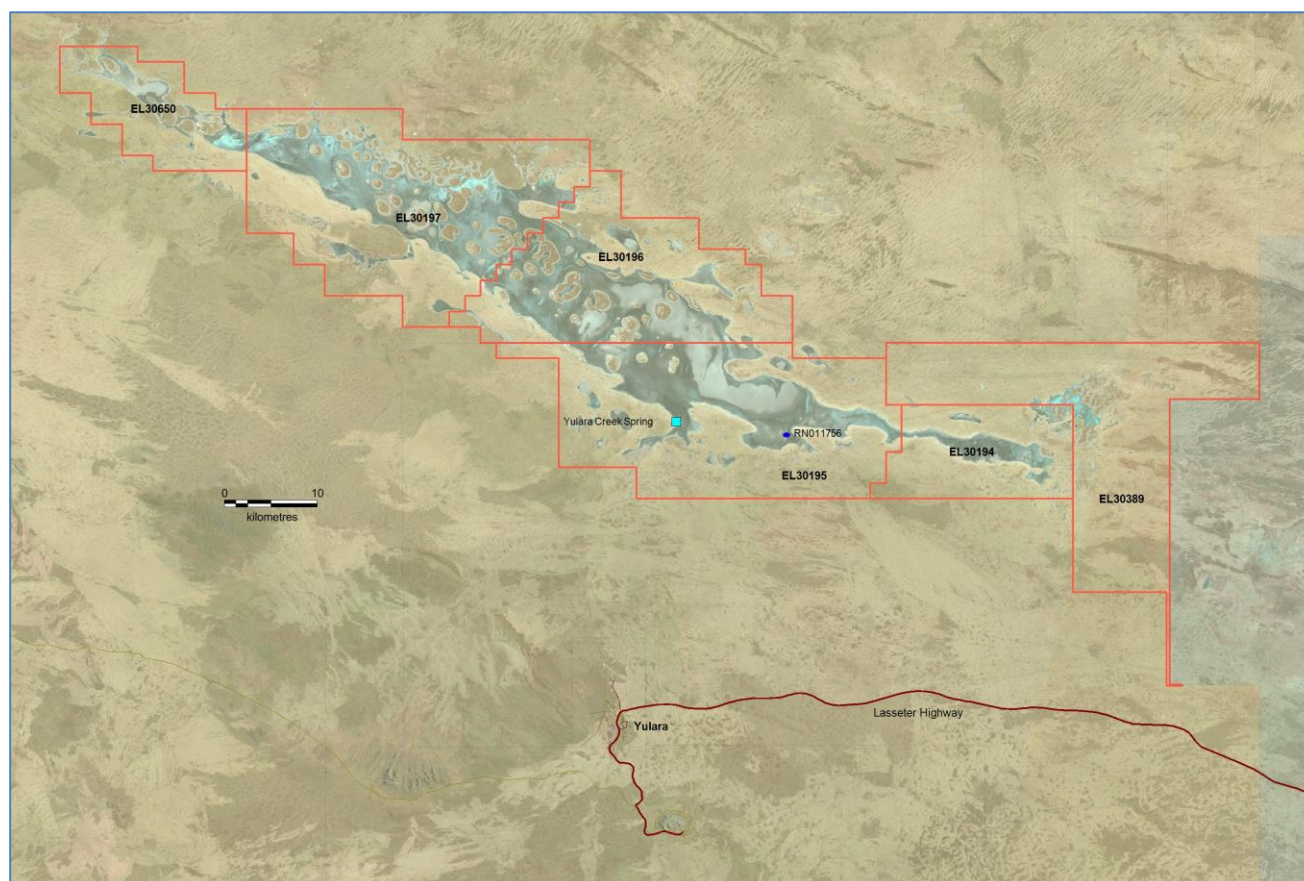 EL30650
EL30197
EL30196
Yulara Creek Spring
RN011756
EL30194
EL30195
EL30389
0 10
kilometres
Lasseter Highway
Yulara